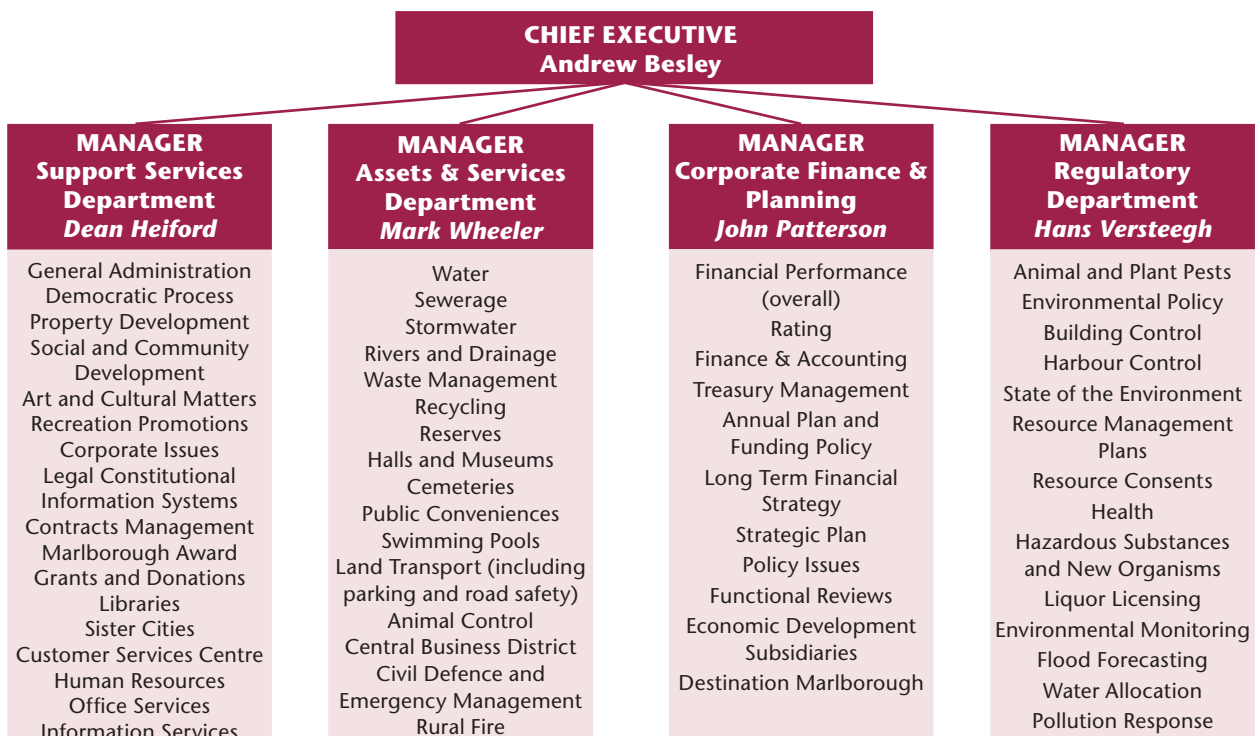 CHIEF EXECUTIVE
Andrew Besley
MANAGER
Support Services
Department
Dean Heiford
General Administration
Democratic Process
Property Development
Social and Community
Development
Art and Cultural Matters
Recreation Promotions
Corporate Issues
Legal Constitutional
Information Systems
Contracts Management
Marlborough Award
Grants and Donations
Libraries
Sister Cities
Customer Services Centre
Human Resources
Office Services
Information Services
MANAGER
Assets & Services
Department
Mark Wheeler
Water
Sewerage
Stormwater
Rivers and Drainage
Waste Management
Recycling
Reserves
Halls and Museums
Cemeteries
Public Conveniences
Swimming Pools
Land Transport (including
parking and road safety)
Animal Control
Central Business District
Civil Defence and
Emergency Management
Rural Fire
MANAGER
Corporate Finance &
Planning
John Patterson
Financial Performance
(overall)
Rating
Finance & Accounting
Treasury Management
Annual Plan and
Funding Policy
Long Term Financial
Strategy
Strategic Plan
Policy Issues
Functional Reviews
Economic Development
Subsidiaries
Destination Marlborough
MANAGER
Regulatory
Department
Hans Versteegh
Animal and Plant Pests
Environmental Policy
Building Control
Harbour Control
State of the Environment
Resource Management
Plans
Resource Consents
Health
Hazardous Substances
and New Organisms
Liquor Licensing
Environmental Monitoring
Flood Forecasting
Water Allocation
Pollution Response